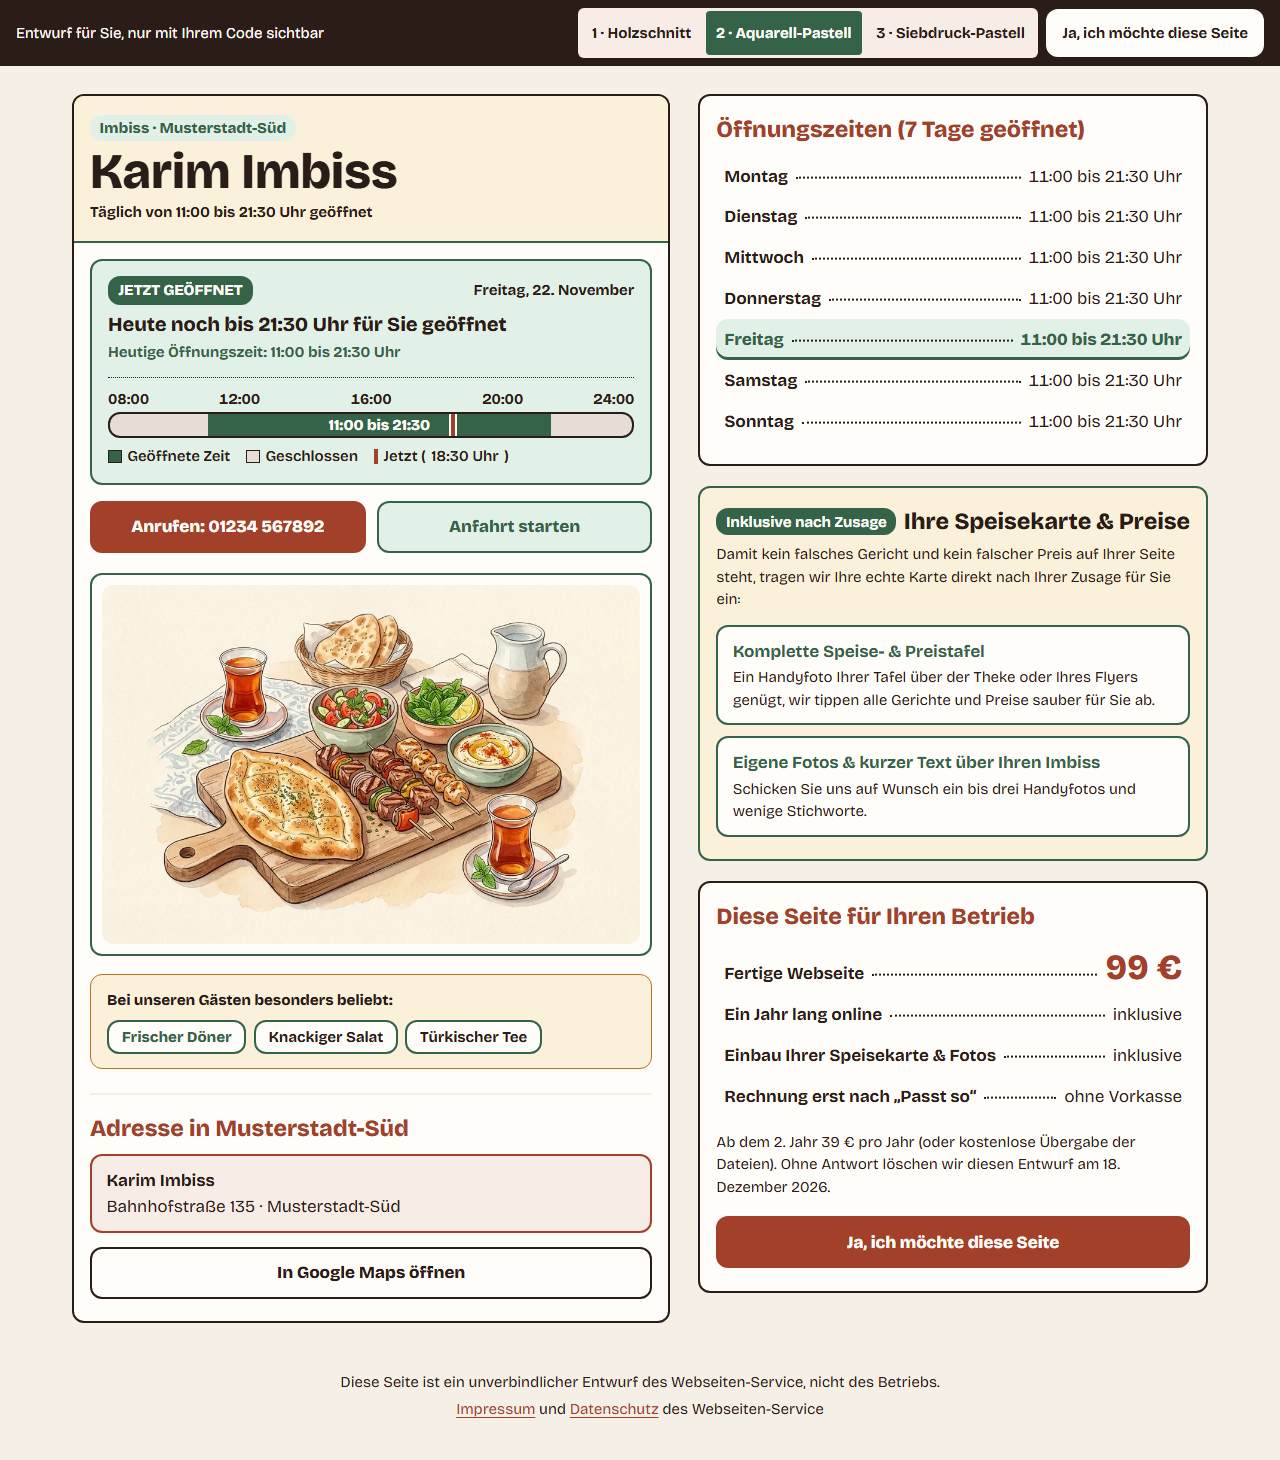 Entwurf für Sie, nur mit Ihrem Code sichtbar
1 · Holzschnitt
2 · Aquarell-Pastell
3 · Siebdruck-Pastell
Ja, ich möchte diese Seite
Imbiss · Musterstadt-Süd
Karim Imbiss
Täglich von 11:00 bis 21:30 Uhr geöffnet
JETZT GEÖFFNET
Freitag, 22. November
Heute noch bis 21:30 Uhr für Sie geöffnet
Heutige Öffnungszeit: 11:00 bis 21:30 Uhr
08:00 12:00 16:00 20:00 24:00
11:00 bis 21:30
Geöffnete Zeit
Geschlossen
Jetzt ( 18:30 Uhr )
Anrufen: 01234 567892
Anfahrt starten
Bei unseren Gästen besonders beliebt:
Frischer Döner
Knackiger Salat
Türkischer Tee
Adresse in Musterstadt-Süd
Karim Imbiss
Bahnhofstraße 135 · Musterstadt-Süd
In Google Maps öffnen
Öffnungszeiten (7 Tage geöffnet)
Montag 11:00 bis 21:30 Uhr
Dienstag 11:00 bis 21:30 Uhr
Mittwoch 11:00 bis 21:30 Uhr
Donnerstag 11:00 bis 21:30 Uhr
Freitag 11:00 bis 21:30 Uhr
Samstag 11:00 bis 21:30 Uhr
Sonntag 11:00 bis 21:30 Uhr
Inklusive nach Zusage
Ihre Speisekarte & Preise
Damit kein falsches Gericht und kein falscher Preis auf Ihrer Seite
steht, tragen wir Ihre echte Karte direkt nach Ihrer Zusage für Sie
ein:
Komplette Speise- & Preistafel
Ein Handyfoto Ihrer Tafel über der Theke oder Ihres Flyers
genügt, wir tippen alle Gerichte und Preise sauber für Sie ab.
Eigene Fotos & kurzer Text über Ihren Imbiss
Schicken Sie uns auf Wunsch ein bis drei Handyfotos und
wenige Stichworte.
Diese Seite für Ihren Betrieb
Fertige Webseite 99 €
Ein Jahr lang online inklusive
Einbau Ihrer Speisekarte & Fotos inklusive
Rechnung erst nach „Passt so“ ohne Vorkasse
Ab dem 2. Jahr 39 € pro Jahr (oder kostenlose Übergabe der
Dateien). Ohne Antwort löschen wir diesen Entwurf am 18.
Dezember 2026.
Ja, ich möchte diese Seite
Diese Seite ist ein unverbindlicher Entwurf des Webseiten-Service, nicht des Betriebs.
Impressum und Datenschutz des Webseiten-Service